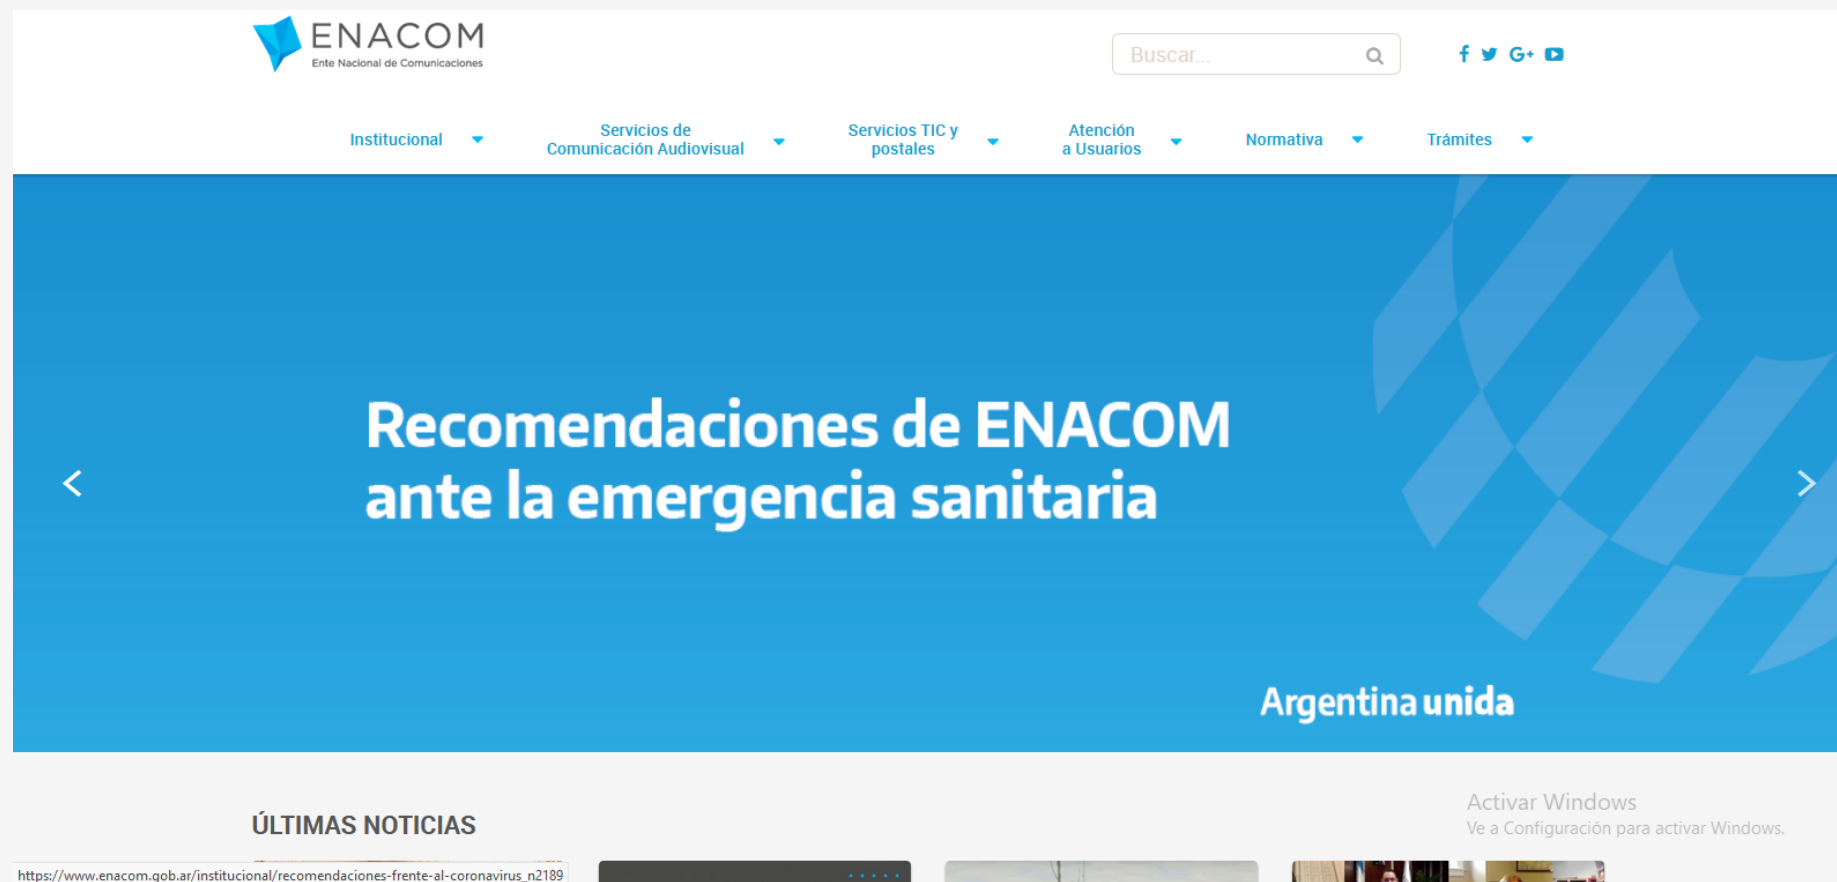 ENACOM
Ente Nacional de Comunicaciones
Buscar...
Institucional
Servicios de
Comunicación Audiovisual
Servicios TIC y
postales
Atención
a Usuarios
Normativa
Trámites
Recomendaciones de ENACOM
ante la emergencia sanitaria
Argentina unida
ÚLTIMAS NOTICIAS
Activar Windows
Ve a Configuración para activar Windows.
https://www.enacom.gob.ar/institucional/recomendaciones-frente-al-coronavirus_n2189